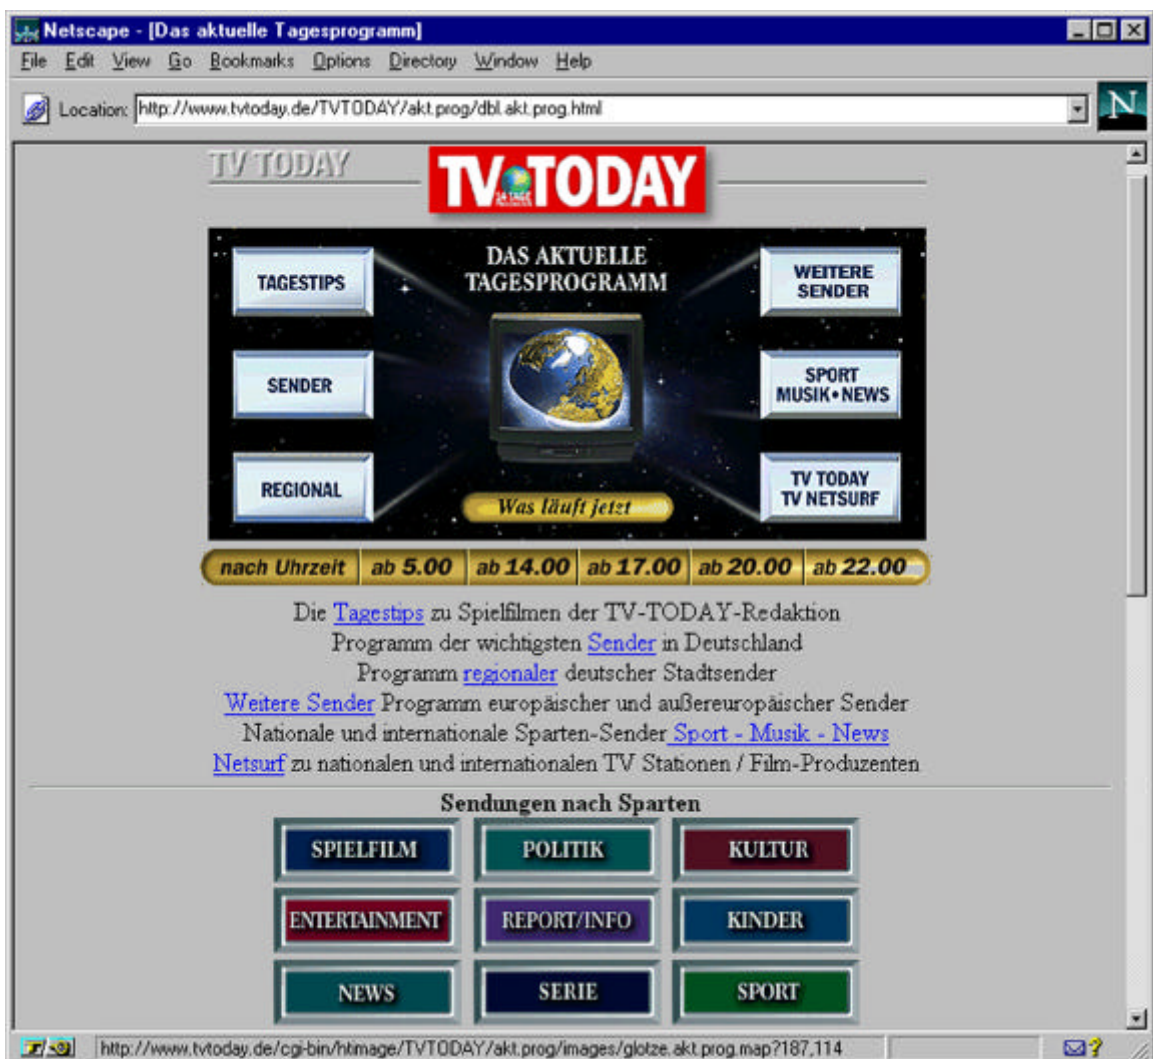 Netscape - [Das aktuelle Tagesprogramm]
File Edit View Go Bookmarks Options Directory Window Help
Location: http://www.tvtoday.de/TVTODAY/akt.prog/dbl.akt.prog.html
N
TV TODAY
TV TODAY
DAS AKTUELLE
TAGESPROGRAMM
TAGESTIPS
WEITERE
SENDER
SENDER
SPORT
MUSIK•NEWS
REGIONAL
TV TODAY
TV NETSURF
Was läuft jetzt
nach Uhrzeit ab 5.00 ab 14.00 ab 17.00 ab 20.00 ab 22.00
Die Tagestips zu Spielfilmen der TV-TODAY-Redaktion
Programm der wichtigsten Sender in Deutschland
Programm regionaler deutscher Stadtsender
Weitere Sender Programm europäischer und außereuropäischer Sender
Nationale und internationale Sparten-Sender Sport - Musik - News
Netsurf zu nationalen und internationalen TV Stationen / Film-Produzenten
Sendungen nach Sparten
SPIELFILM POLITIK KULTUR
ENTERTAINMENT REPORT/INFO KINDER
NEWS SERIE SPORT
http://www.tvtoday.de/cgi-bin/htimage/TVTODAY/akt.prog/images/glotze.akt.prog.map?187,114